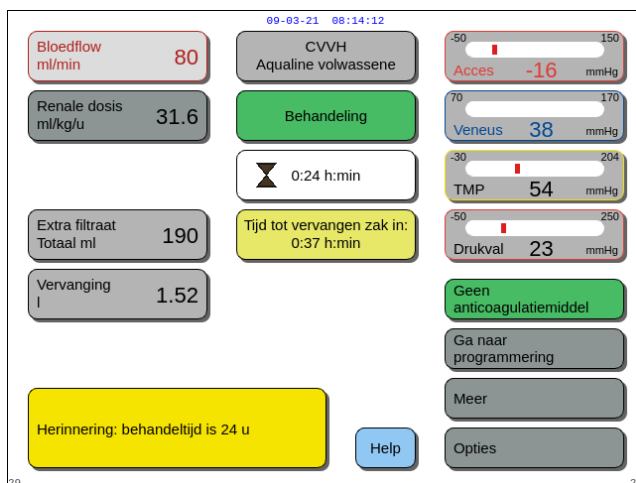 09-03-21 08:14:12
Bloedflow
ml/min
80
CVVH
Aqualine volwassene
-50 150
Acces -16 mmHg
Renale dosis
ml/kg/u
31.6
Behandeling
70 170
Veneus 38 mmHg
0:24 h:min
-30 204
TMP 54 mmHg
Extra filtraat
Totaal ml
190
Tijd tot vervangen zak in:
0:37 h:min
-50 250
Drukval 23 mmHg
Vervanging
l
1.52
Geen
anticoagulatiemiddel
Ga naar
programmering
Meer
Herinnering: behandeltijd is 24 u
Help
Opties